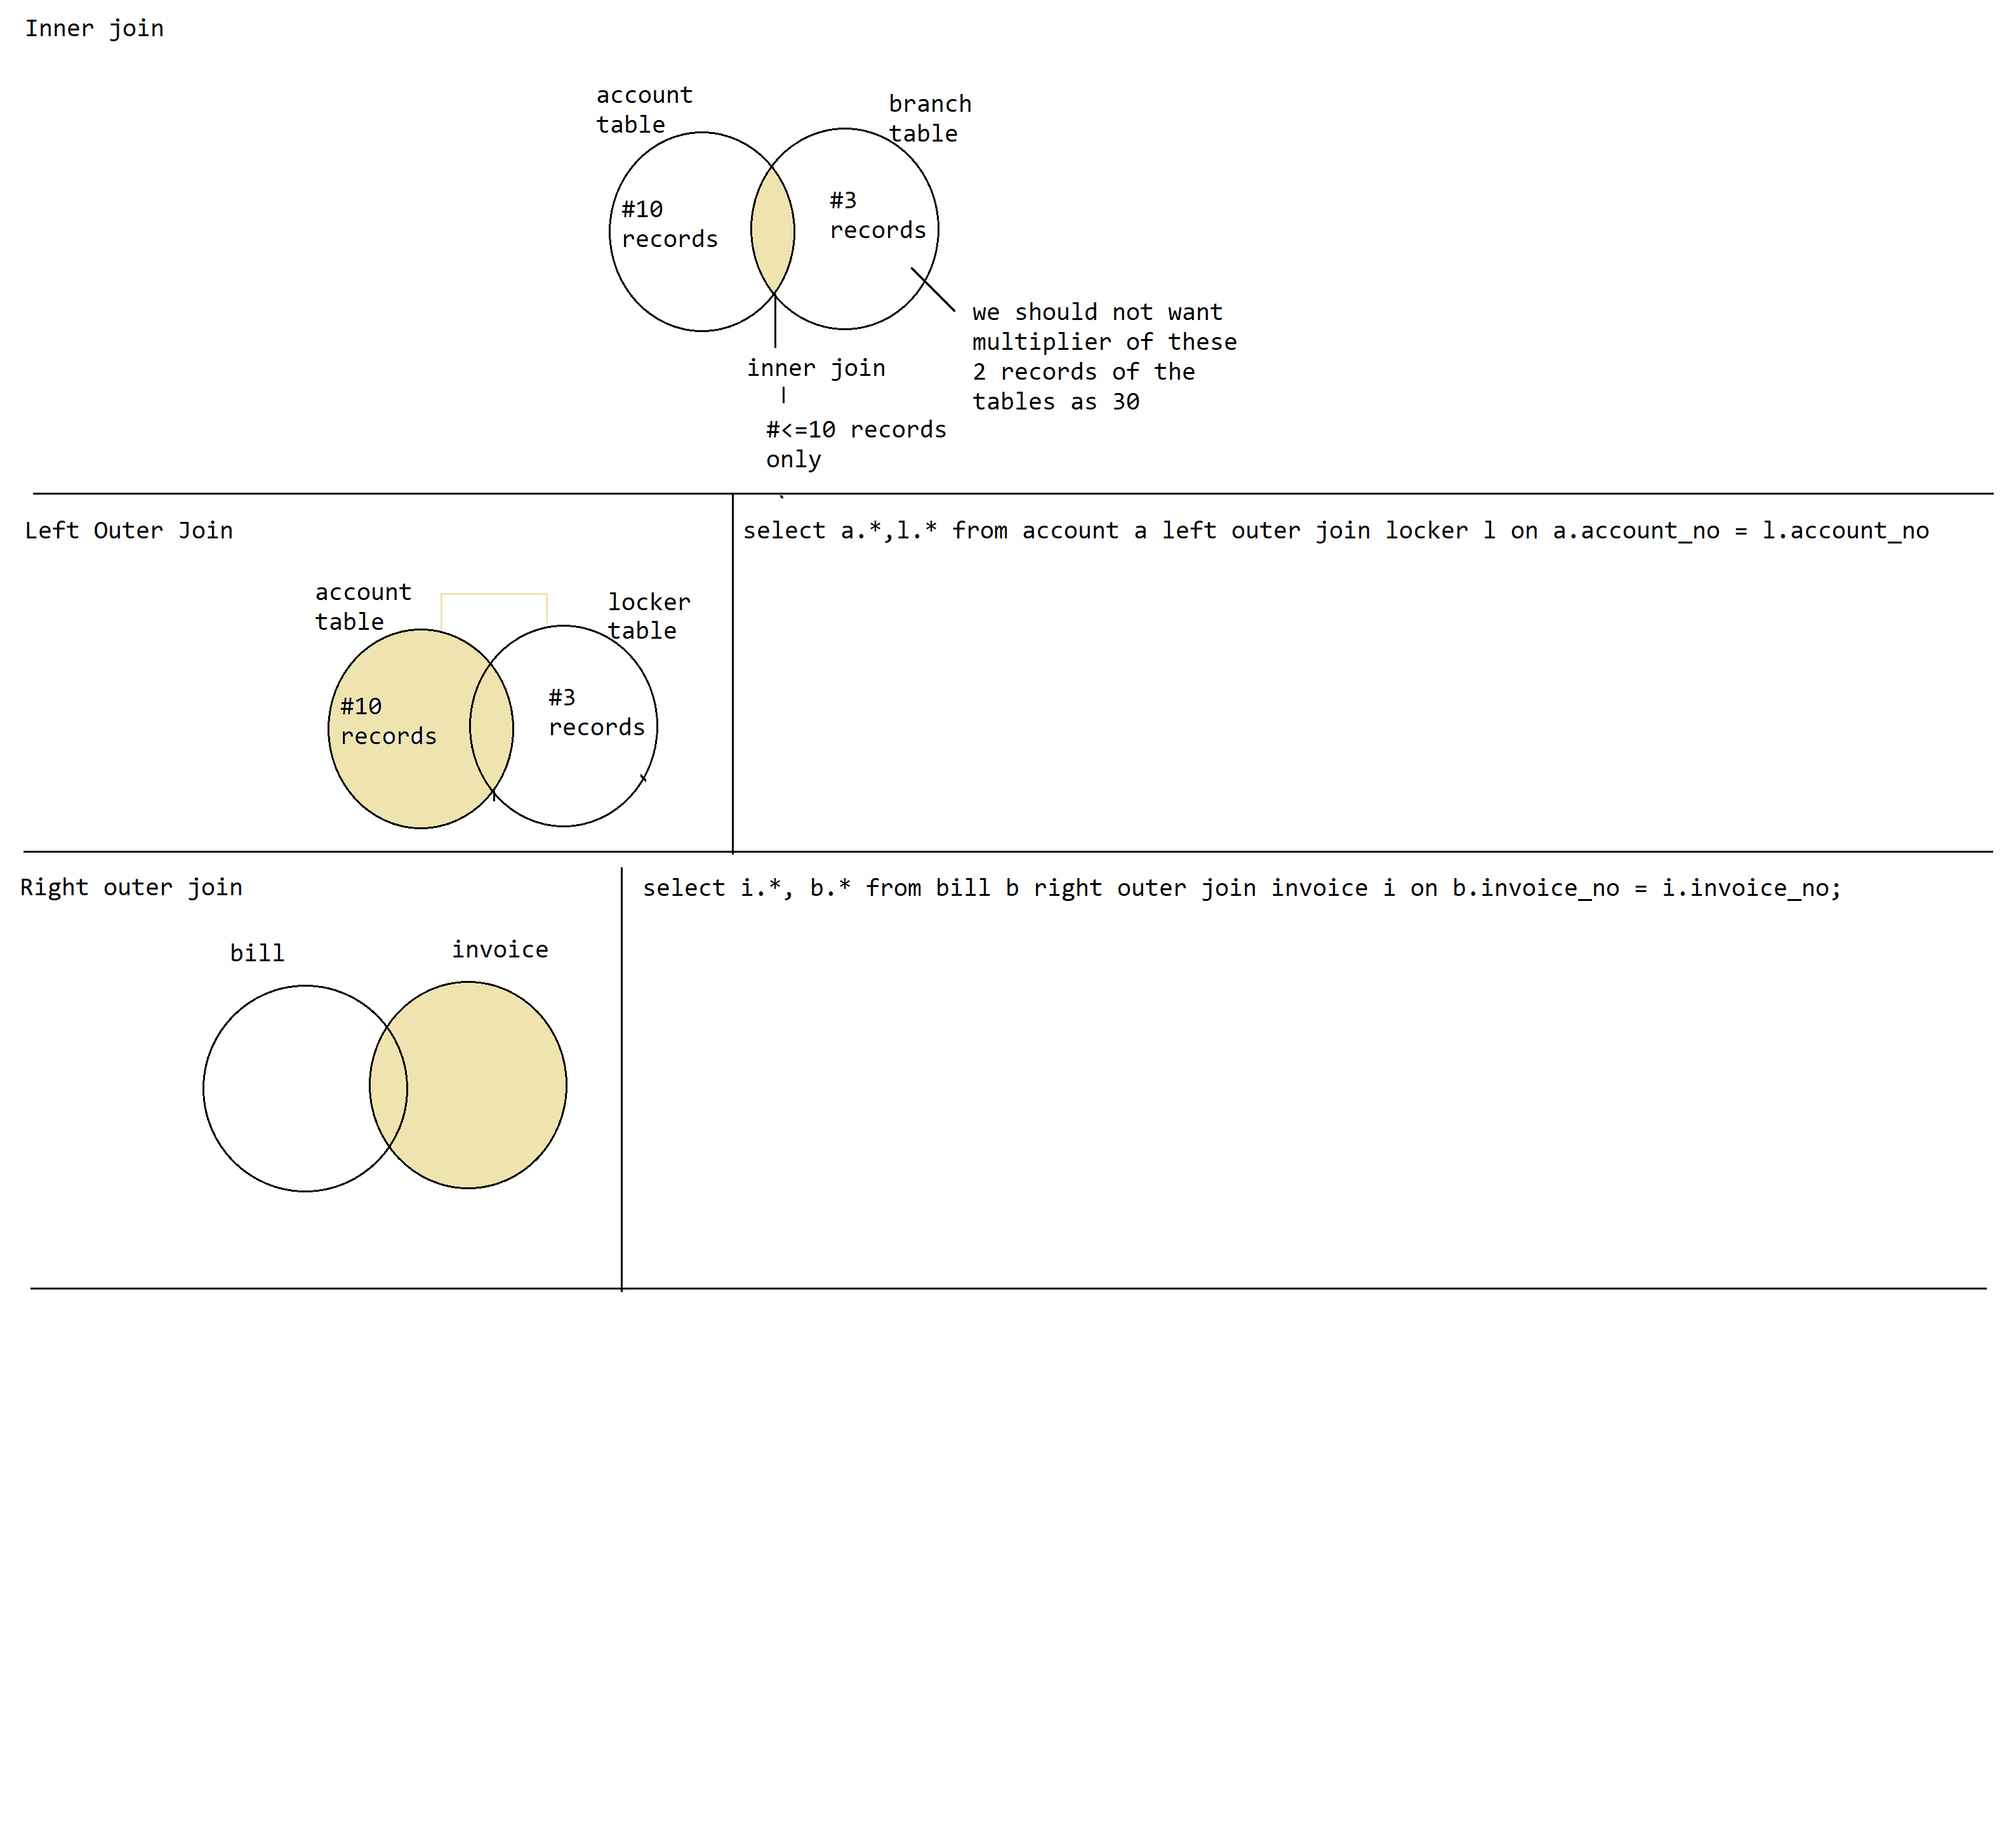 Inner join
account
table
branch
table
#10
records
#3
records
we should not want
multiplier of these
2 records of the
tables as 30
inner join
#<=10 records
only
Left Outer Join
select a.*,l.* from account a left outer join locker l on a.account_no = l.account_no
account
table
locker
table
#10
records
#3
records
Right outer join
select i.*, b.* from bill b right outer join invoice i on b.invoice_no = i.invoice_no;
bill
invoice